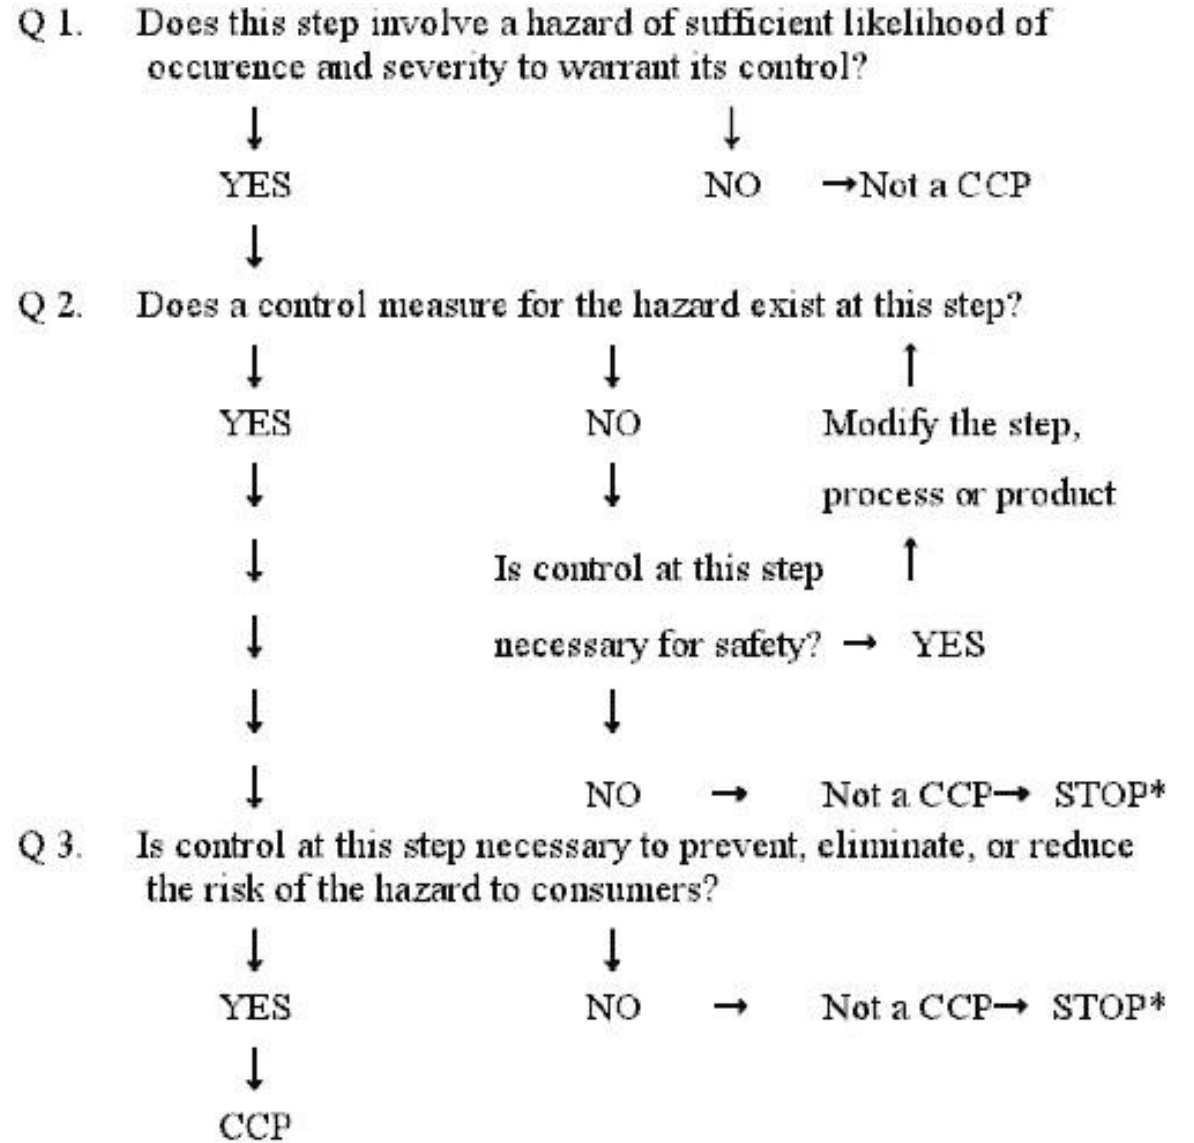 Q 1. Does this step involve a hazard of sufficient likelihood of
occurence and severity to warrant its control?
↓ ↓
YES NO →Not a CCP
↓
Q 2. Does a control measure for the hazard exist at this step?
↓ ↓ ↑
YES NO Modify the step,
↓ ↓ process or product
↓ Is control at this step ↑
↓ necessary for safety? → YES
↓ ↓
↓ NO → Not a CCP→ STOP*
Q 3. Is control at this step necessary to prevent, eliminate, or reduce
the risk of the hazard to consumers?
↓ ↓
YES NO → Not a CCP→ STOP*
↓
CCP